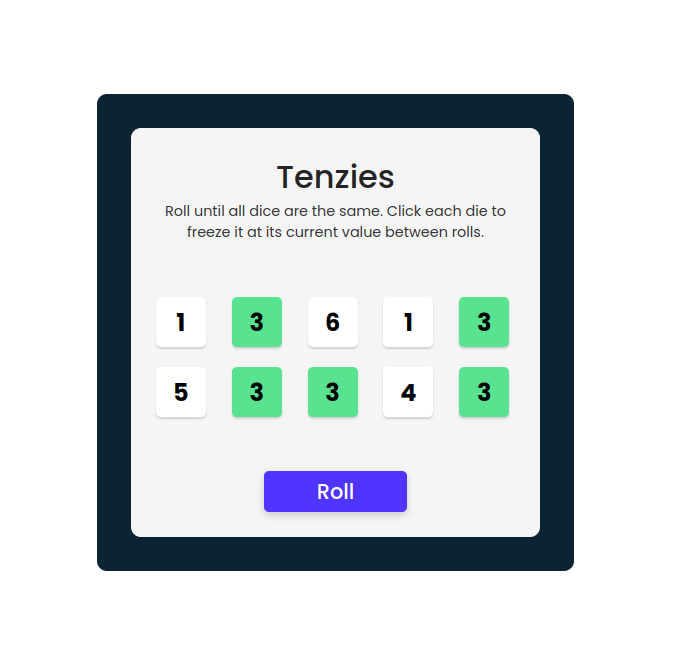 Tenzies
Roll until all dice are the same. Click each die to
freeze it at its current value between rolls.
1 3 6 1 3
5 3 3 4 3
Roll